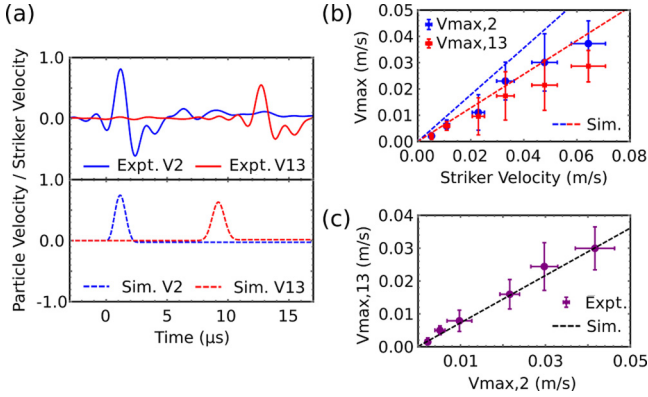 (a)
1.0
0.0
Expt. V2 Expt. V13
1.0
0.0
Sim. V2 Sim. V13
-1.0
0 5 10 15
Time (μs)
Particle Velocity / Striker Velocity
(b)
0.05
0.04
0.03
0.02
0.01
0.00
Vmax,2
Vmax,13
Sim.
0.00 0.02 0.04 0.06 0.08
Striker Velocity (m/s)
Vmax (m/s)
(c)
0.04
0.03
0.02
0.01
0.00
Expt.
Sim.
0.01 0.03 0.05
Vmax,2 (m/s)
Vmax,13 (m/s)